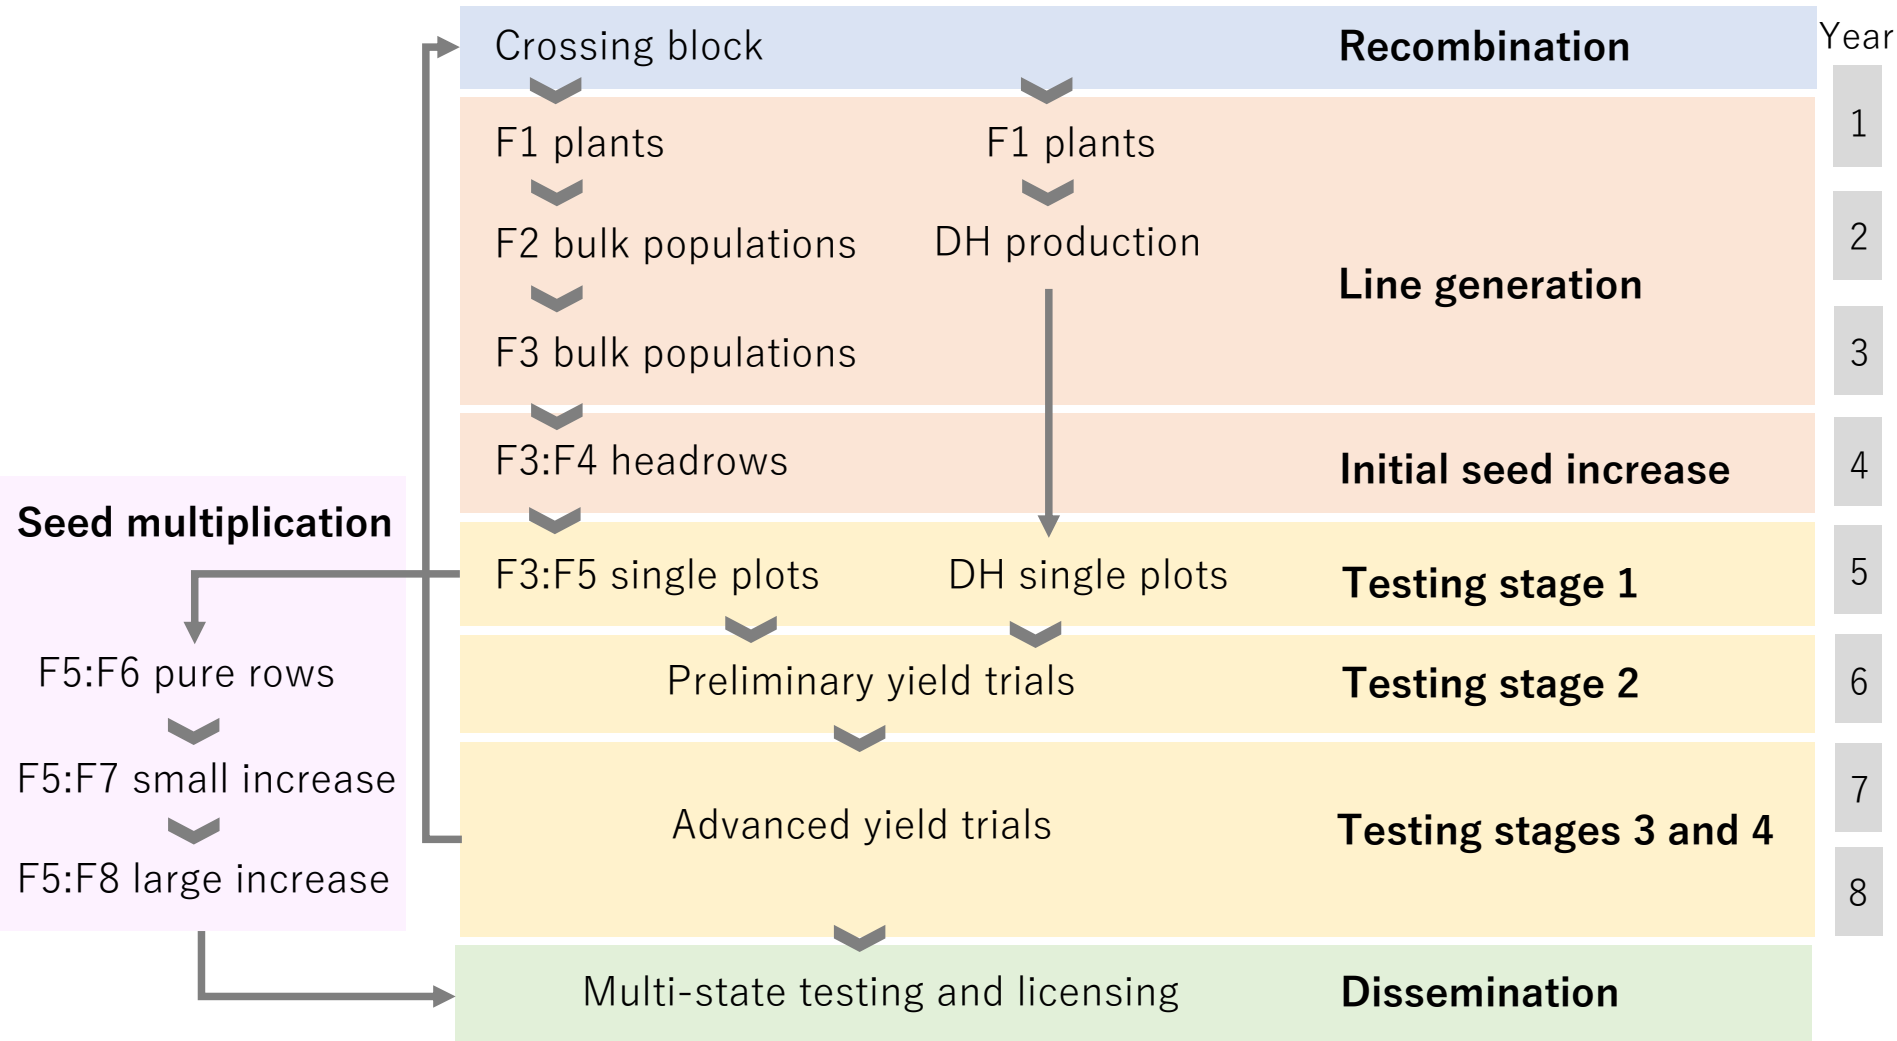 Crossing block
Recombination
Year
F1 plants
F1 plants
1
F2 bulk populations
DH production
2
Line generation
F3 bulk populations
3
F3:F4 headrows
Initial seed increase
4
Seed multiplication
F3:F5 single plots
DH single plots
Testing stage 1
5
F5:F6 pure rows
Preliminary yield trials
Testing stage 2
6
F5:F7 small increase
7
Advanced yield trials
Testing stages 3 and 4
F5:F8 large increase
8
Multi-state testing and licensing
Dissemination